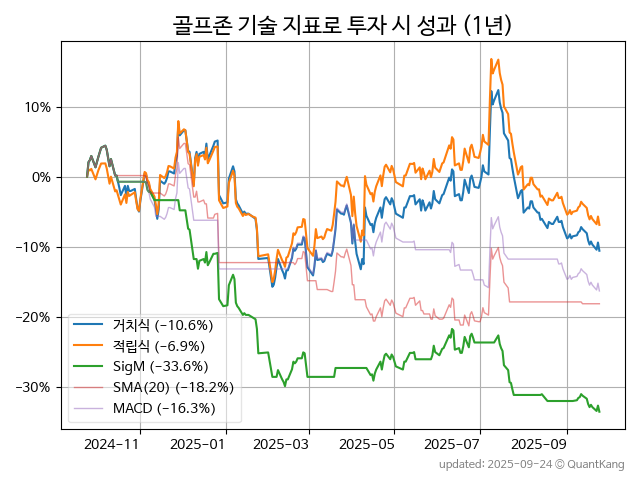 골프존 기술 지표로 투자 시 성과 (1년)
10%
0%
−10%
−20%
−30%
거치식 (−10.6%)
적립식 (−6.9%)
SigM (−33.6%)
SMA(20) (−18.2%)
MACD (−16.3%)
2024-11 2025-01 2025-03 2025-05 2025-07 2025-09
updated: 2025-09-24 © QuantKang